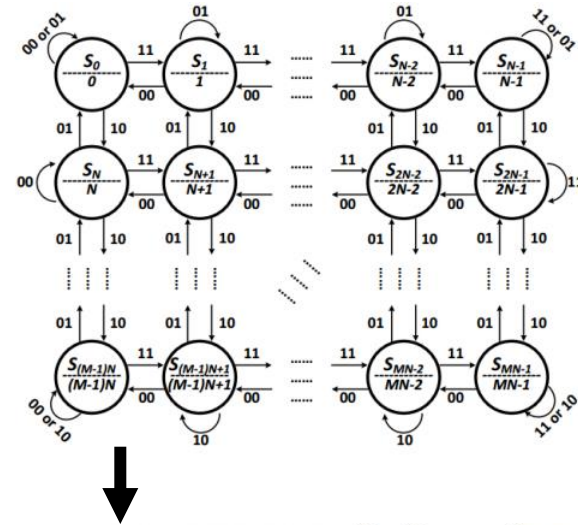 01 01
00 or 01 11 or 01
S0 11 S1 11 ...... 11 SN-2 11 SN-1
0 00 1 00 ...... 00 N-2 00 N-1
01 10 01 10 01 10 01 10
00 SN 11 SN+1 11 ...... 11 S2N-2 11 S2N-1 11
N 00 N+1 00 ...... 00 2N-2 00 2N-1
01 10 01 10 01 10 01 10
01 10 01 10 01 10 01 10
S(M-1)N 11 S(M-1)N+1 11 ...... 11 SMN-2 11 SMN-1
(M-1)N 00 (M-1)N+1 00 ...... 00 MN-2 00 MN-1
00 or 10 10 10 11 or 10